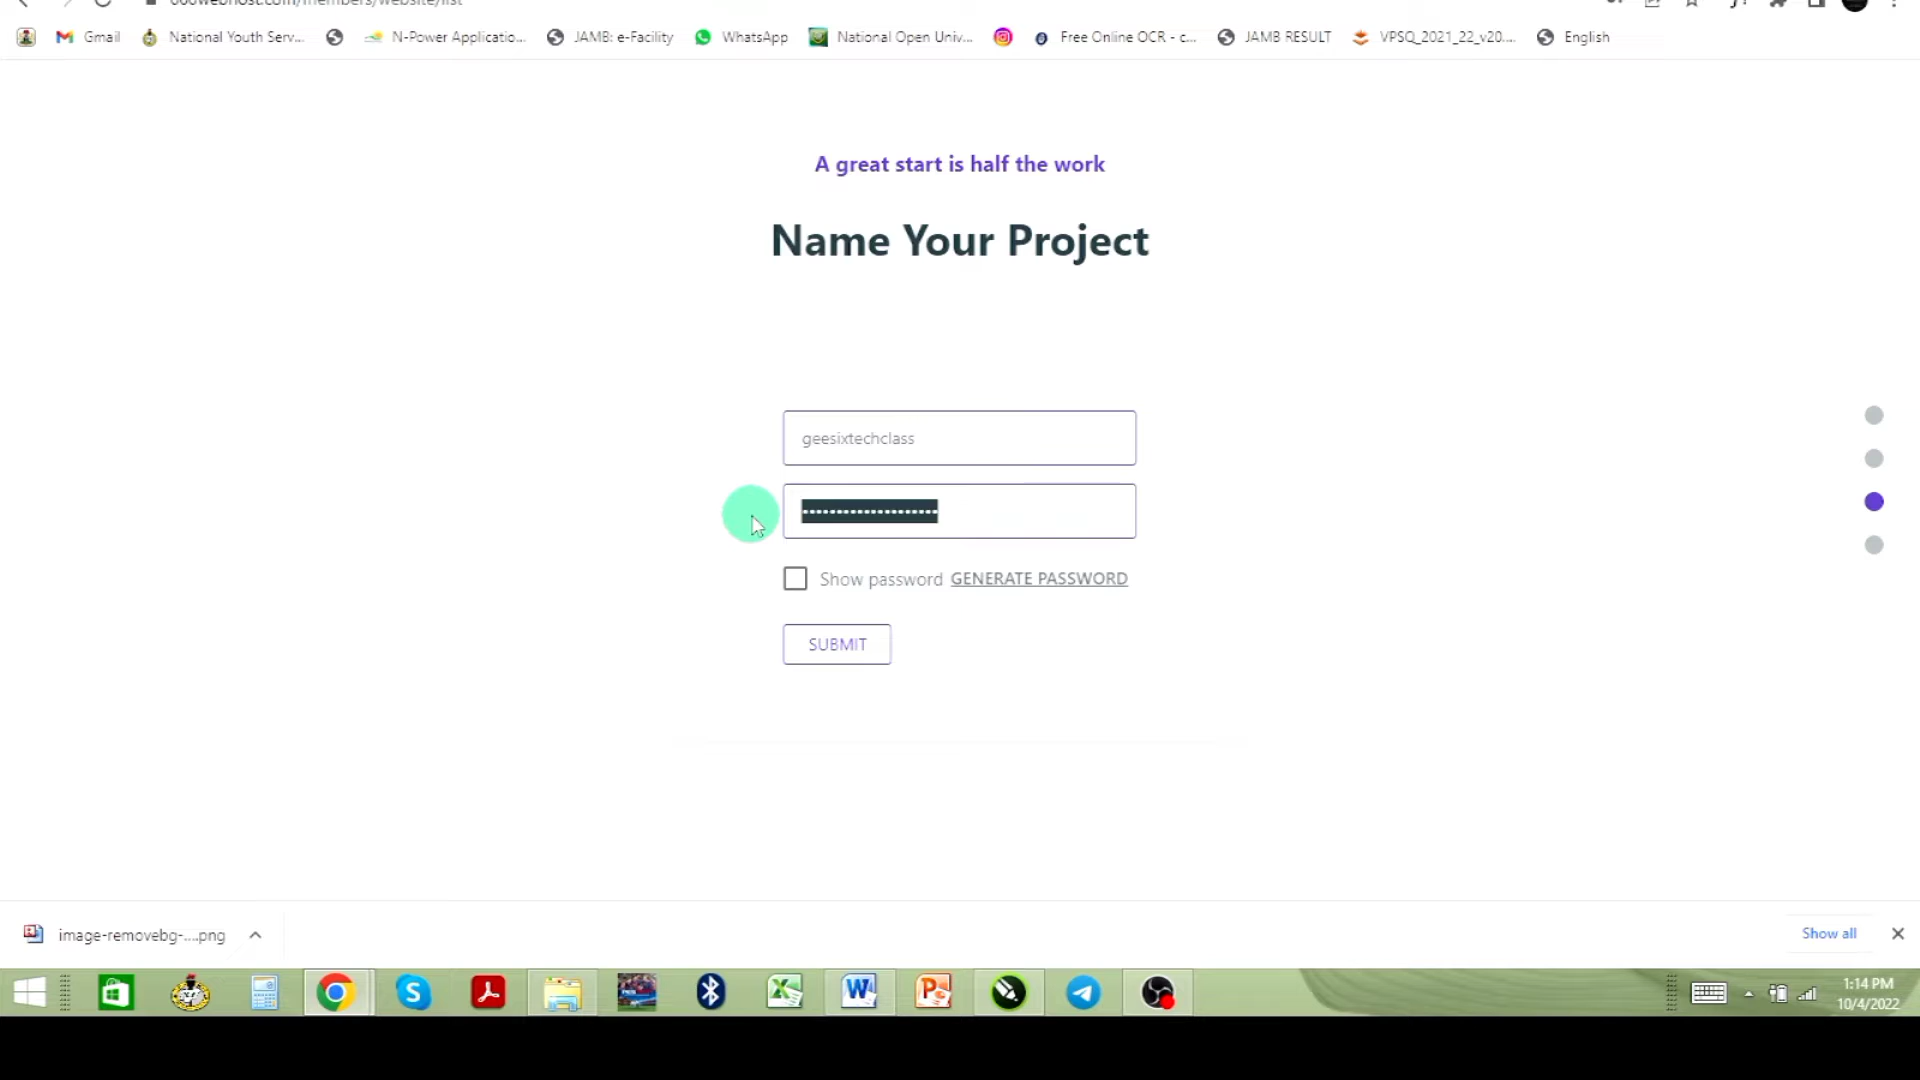 Gmail
National Youth Serv...
N-Power Applicatio...
JAMB: e-Facility
WhatsApp
National Open Univ...
Free Online OCR - c...
JAMB RESULT
VPSQ_2021_22_v20....
English
A great start is half the work
Name Your Project
geesixtechclass
Show password GENERATE PASSWORD
SUBMIT
image-removebg-....png
Show all
1:14 PM
10/4/2022